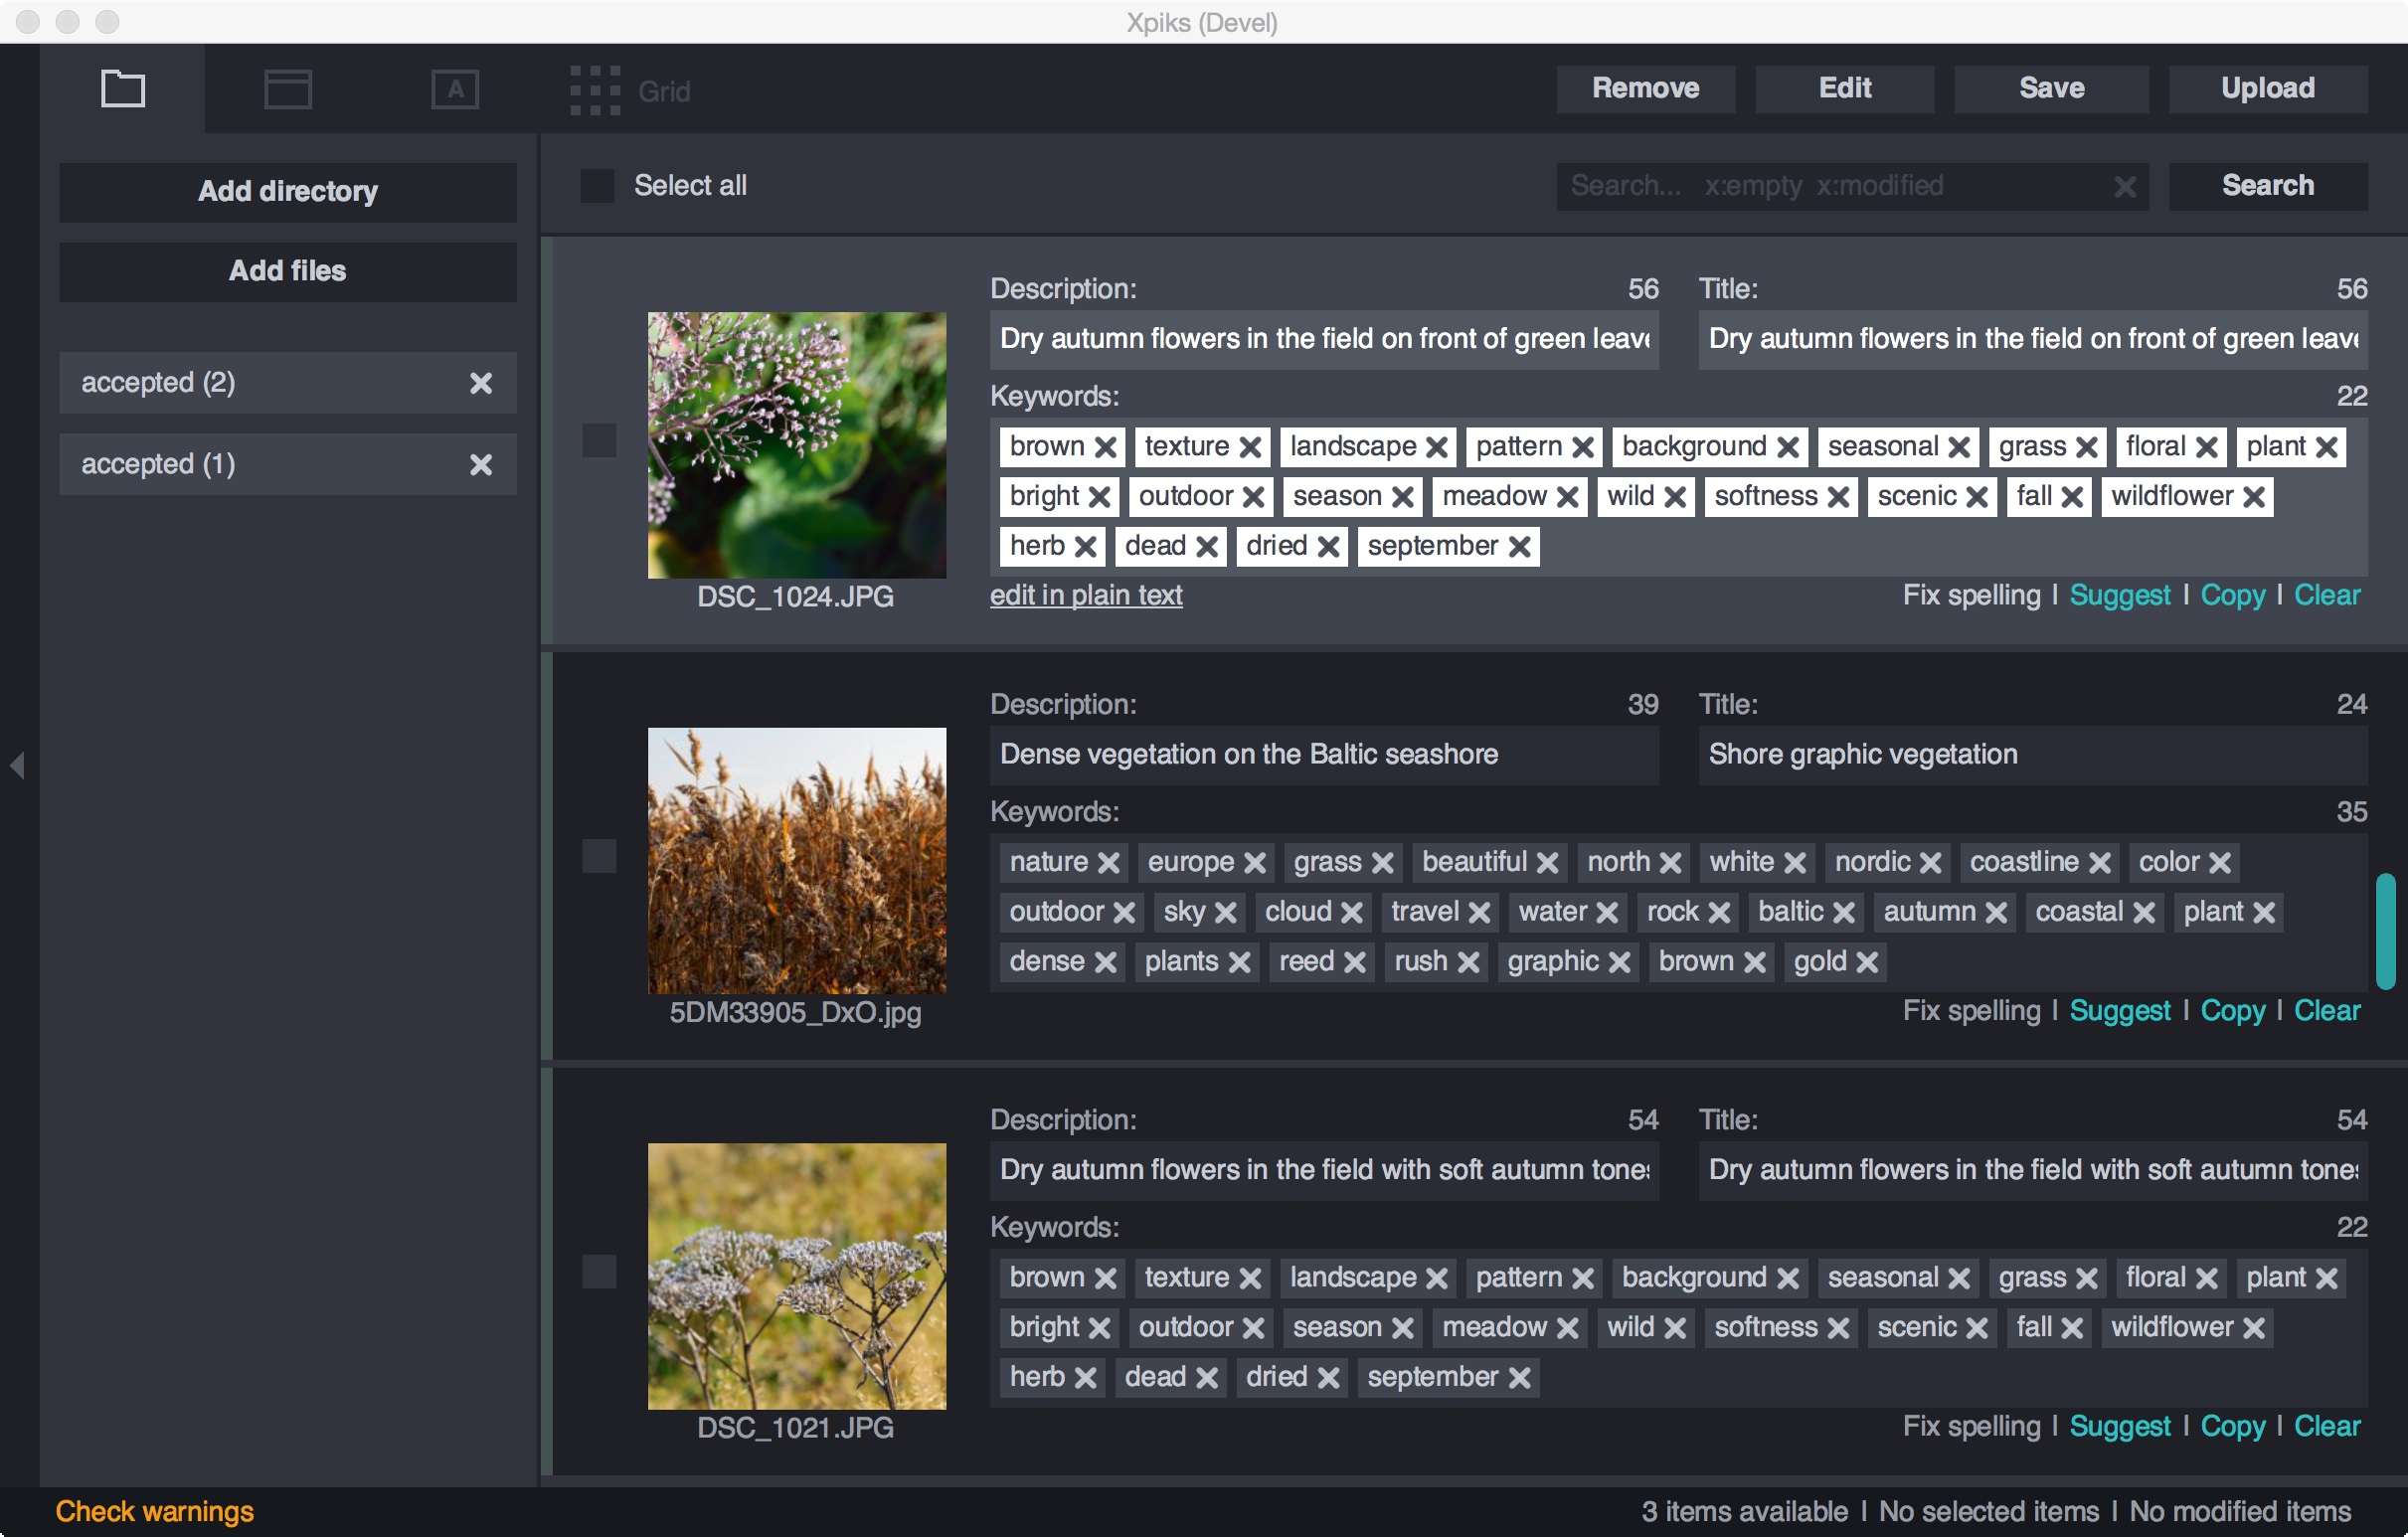 Xpiks (Devel)
A Grid Remove Edit Save Upload
Add directory
Add files
accepted (2)
accepted (1)
Select all Search... x:empty x:modified Search
Description: 56 Title: 56
Dry autumn flowers in the field on front of green leave Dry autumn flowers in the field on front of green leave
Keywords: 22
brown texture landscape pattern background seasonal grass floral plant
bright outdoor season meadow wild softness scenic fall wildflower
herb dead dried september
DSC_1024.JPG edit in plain text Fix spelling | Suggest | Copy | Clear
Description: 39 Title: 24
Dense vegetation on the Baltic seashore Shore graphic vegetation
Keywords: 35
nature europe grass beautiful north white nordic coastline color
outdoor sky cloud travel water rock baltic autumn coastal plant
dense plants reed rush graphic brown gold
5DM33905_DxO.jpg Fix spelling | Suggest | Copy | Clear
Description: 54 Title: 54
Dry autumn flowers in the field with soft autumn tones Dry autumn flowers in the field with soft autumn tones
Keywords: 22
brown texture landscape pattern background seasonal grass floral plant
bright outdoor season meadow wild softness scenic fall wildflower
herb dead dried september
DSC_1021.JPG Fix spelling | Suggest | Copy | Clear
Check warnings 3 items available | No selected items | No modified items